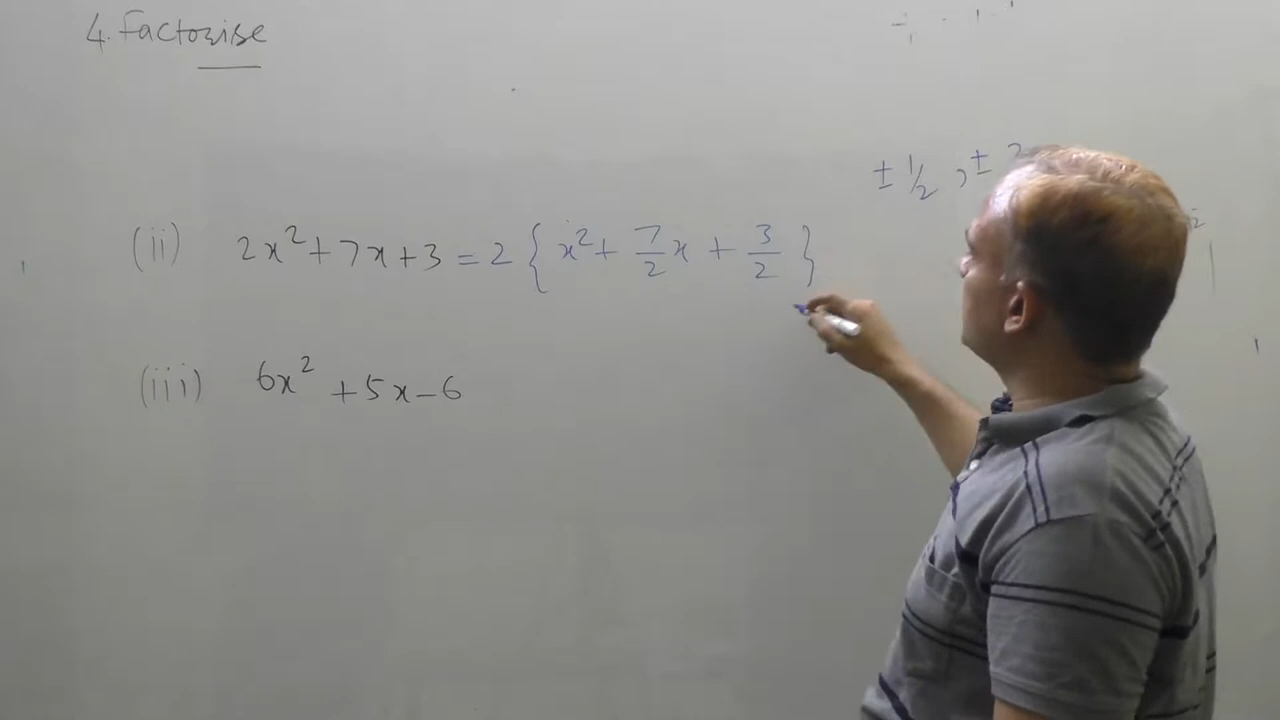 4. Factorise
± 1/2 , ±
(ii) 2x² + 7x + 3 = 2 { x² + 7/2 x + 3/2 }
(iii) 6x² + 5x - 6